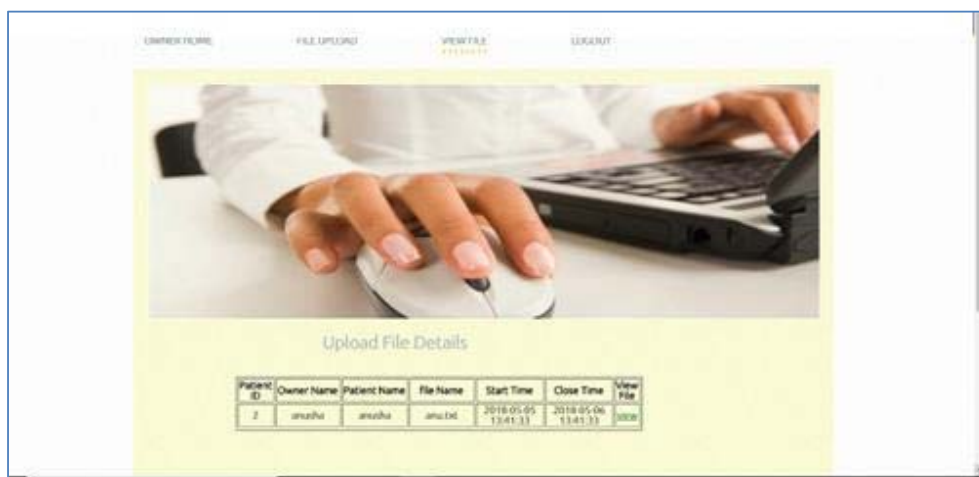 OWNER HOME FILE UPLOAD VIEW FILE LOGOUT
Upload File Details
Patient ID Owner Name Patient Name File Name Start Time Close Time View File
2 anusha anusha anu.txt 2018-05-05 13:41:33 2018-05-06 13:41:33 view